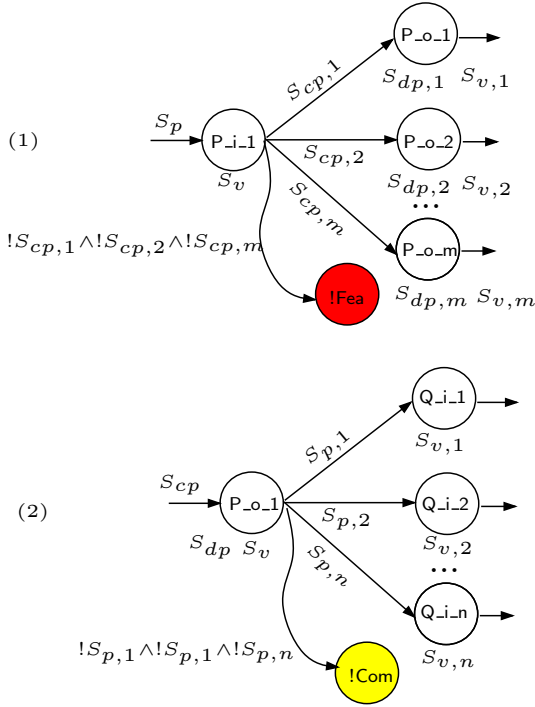 P_o_1
S_{cp,1}
S_{dp,1} S_{v,1}
S_p
(1)
P_i_1
P_o_2
S_{cp,2}
S_v
S_{dp,2} S_{v,2}
S_{cp,m}
...
!S_{cp,1}∧!S_{cp,2}∧!S_{cp,m}
P_o_m
!Fea
S_{dp,m} S_{v,m}
Q_i_1
S_{p,1}
S_{v,1}
S_{cp}
(2)
P_o_1
Q_i_2
S_{p,2}
S_{dp} S_v
S_{v,2}
S_{p,n}
...
Q_i_n
!S_{p,1}∧!S_{p,1}∧!S_{p,n}
S_{v,n}
!Com